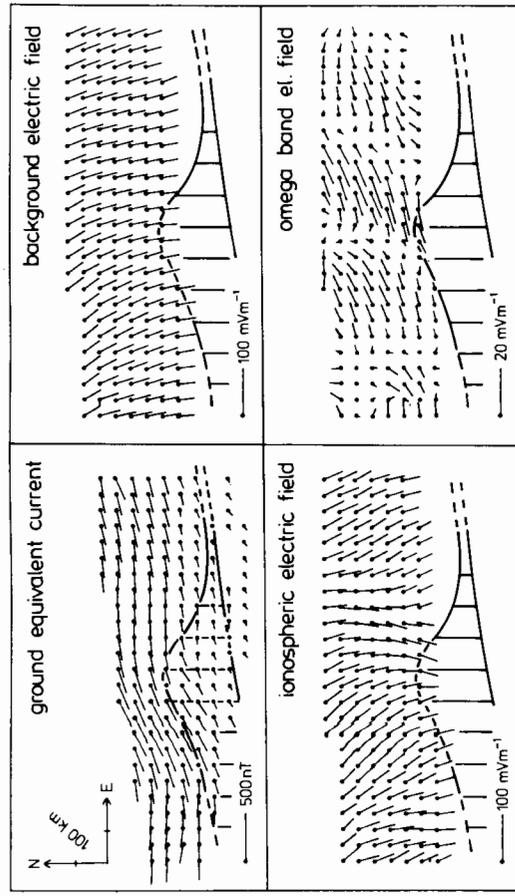 ground equivalent current
N
E
100 km
500 nT
background electric field
100 mVm⁻¹
ionospheric electric field
100 mVm⁻¹
omega band el. field
20 mVm⁻¹